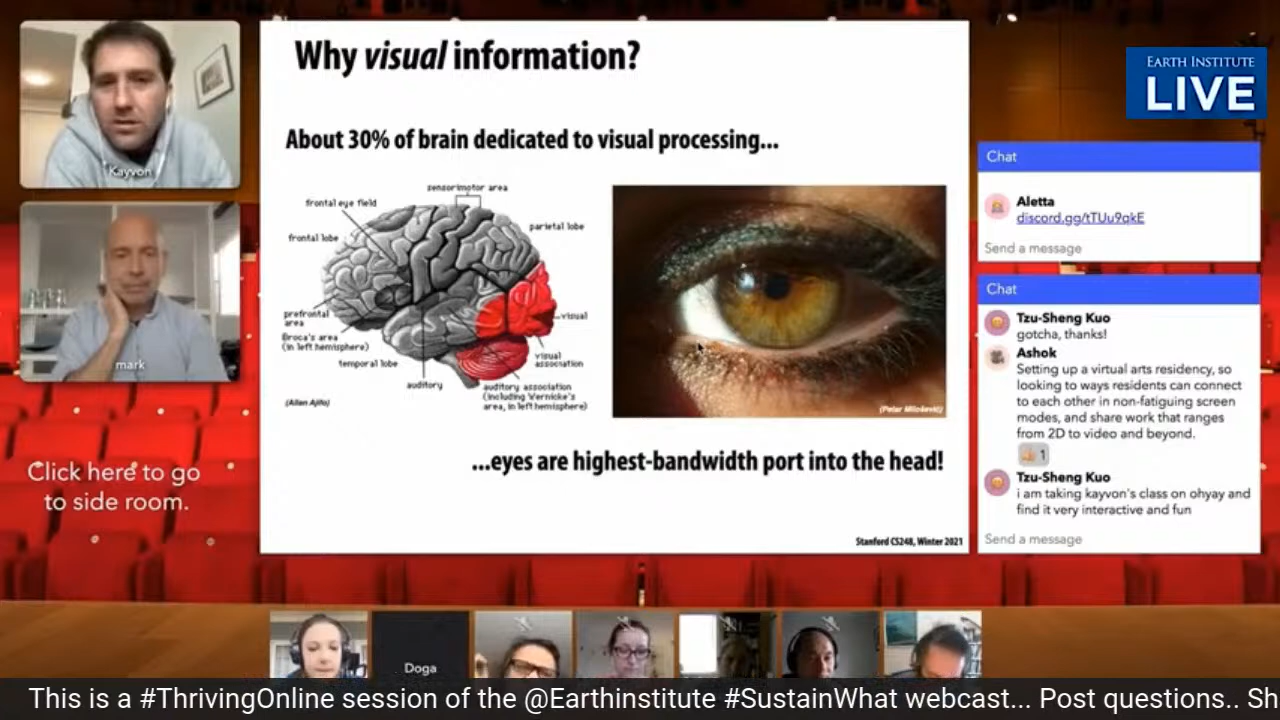 Why visual information?
EARTH INSTITUTE
LIVE
About 30% of brain dedicated to visual processing...
Kayvon
mark
sensorimotor area
frontal eye field
parietal lobe
frontal lobe
prefrontal
area
Broca's area
(in left hemisphere)
temporal lobe
auditory
visual
visual
association
auditory association
(including Wernicke's
area, in left hemisphere)
(Allen Ajifo)
...eyes are highest-bandwidth port into the head!
Stanford CS248, Winter 2021
Chat
Aletta
discord.gg/tTUu9qkE
Send a message
Chat
Tzu-Sheng Kuo
gotcha, thanks!
Ashok
Setting up a virtual arts residency, so
looking to ways residents can connect
to each other in non-fatiguing screen
modes, and share work that ranges
from 2D to video and beyond.
1
Tzu-Sheng Kuo
i am taking kayvon's class on ohyay and
find it very interactive and fun
Send a message
Click here to go
to side room.
Doga
This is a #ThrivingOnline session of the @Earthinstitute #SustainWhat webcast... Post questions.. Sh